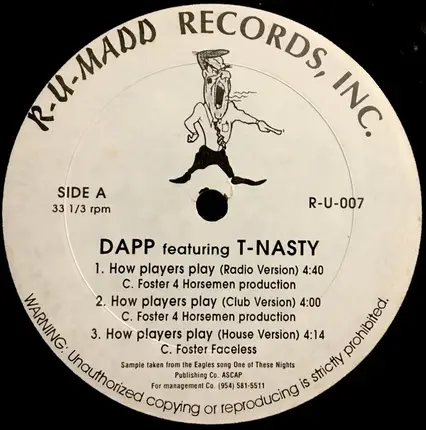 R-U-MADD RECORDS, INC.
SIDE A
33 1/3 rpm
R-U-007
DAPP featuring T-NASTY
1. How players play (Radio Version) 4:40
C. Foster 4 Horsemen production
2. How players play (Club Version) 4:00
C. Foster 4 Horsemen production
3. How players play (House Version) 4:14
C. Foster Faceless
Sample taken from the Eagles song One of These Nights
Publishing Co. ASCAP
For management Co. (954) 581-5511
WARNING: Unauthorized copying or reproducing is strictly prohibited.